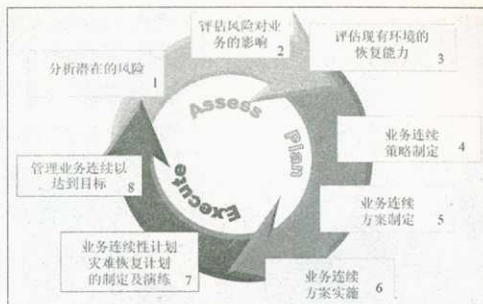 分析潜在的风险
1
评估风险对业
务的影响
2
评估现有环境的
恢复能力
3
业务连续
策略制定
4
业务连续
方案制定
5
业务连续
方案实施
6
业务连续性计划
灾难恢复计划
的制定及演练
7
管理业务连续以
达到目标
8
Assess
Plan
Execute